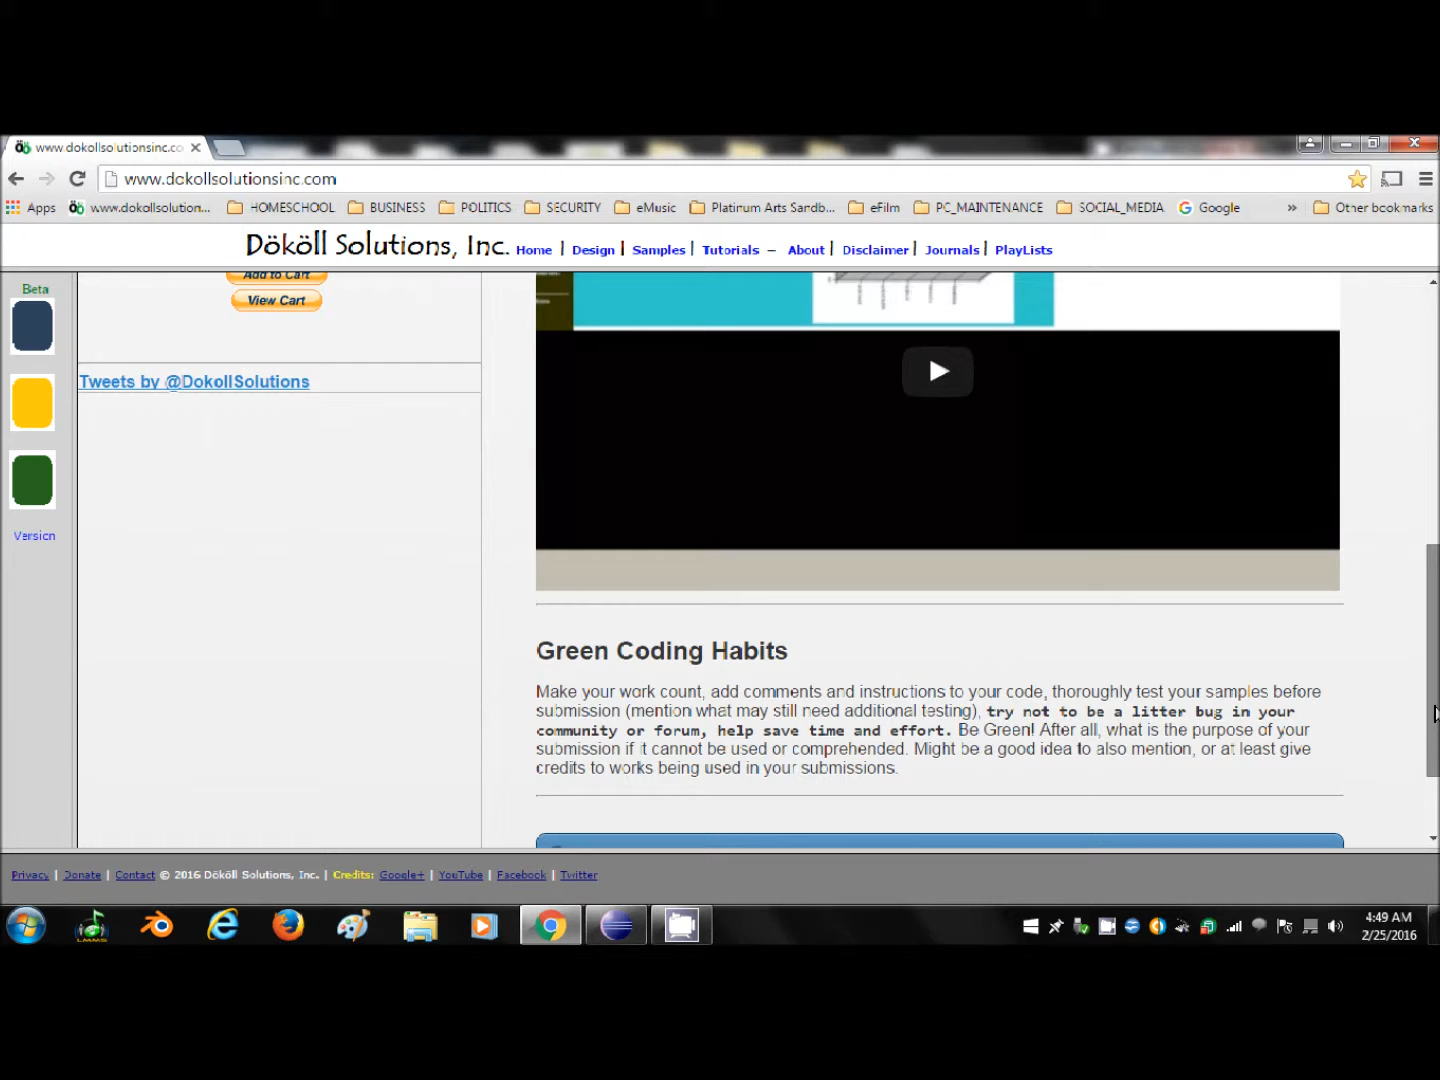 www.dokollsolutionsinc.co
www.dokollsolutionsinc.com
Apps www.dokollsolution... HOMESCHOOL BUSINESS POLITICS SECURITY eMusic Platinum Arts Sandb... eFilm PC_MAINTENANCE SOCIAL_MEDIA Google » Other bookmarks
Dököll Solutions, Inc. Home | Design | Samples | Tutorials – About | Disclaimer | Journals | PlayLists
Beta
Add to Cart
View Cart
Tweets by @DokollSolutions
Version
Green Coding Habits
Make your work count, add comments and instructions to your code, thoroughly test your samples before
submission (mention what may still need additional testing), try not to be a litter bug in your
community or forum, help save time and effort. Be Green! After all, what is the purpose of your
submission if it cannot be used or comprehended. Might be a good idea to also mention, or at least give
credits to works being used in your submissions.
Privacy | Donate | Contact © 2016 Dököll Solutions, Inc. | Credits: Google+ | YouTube | Facebook | Twitter
LMMS
4:49 AM
2/25/2016